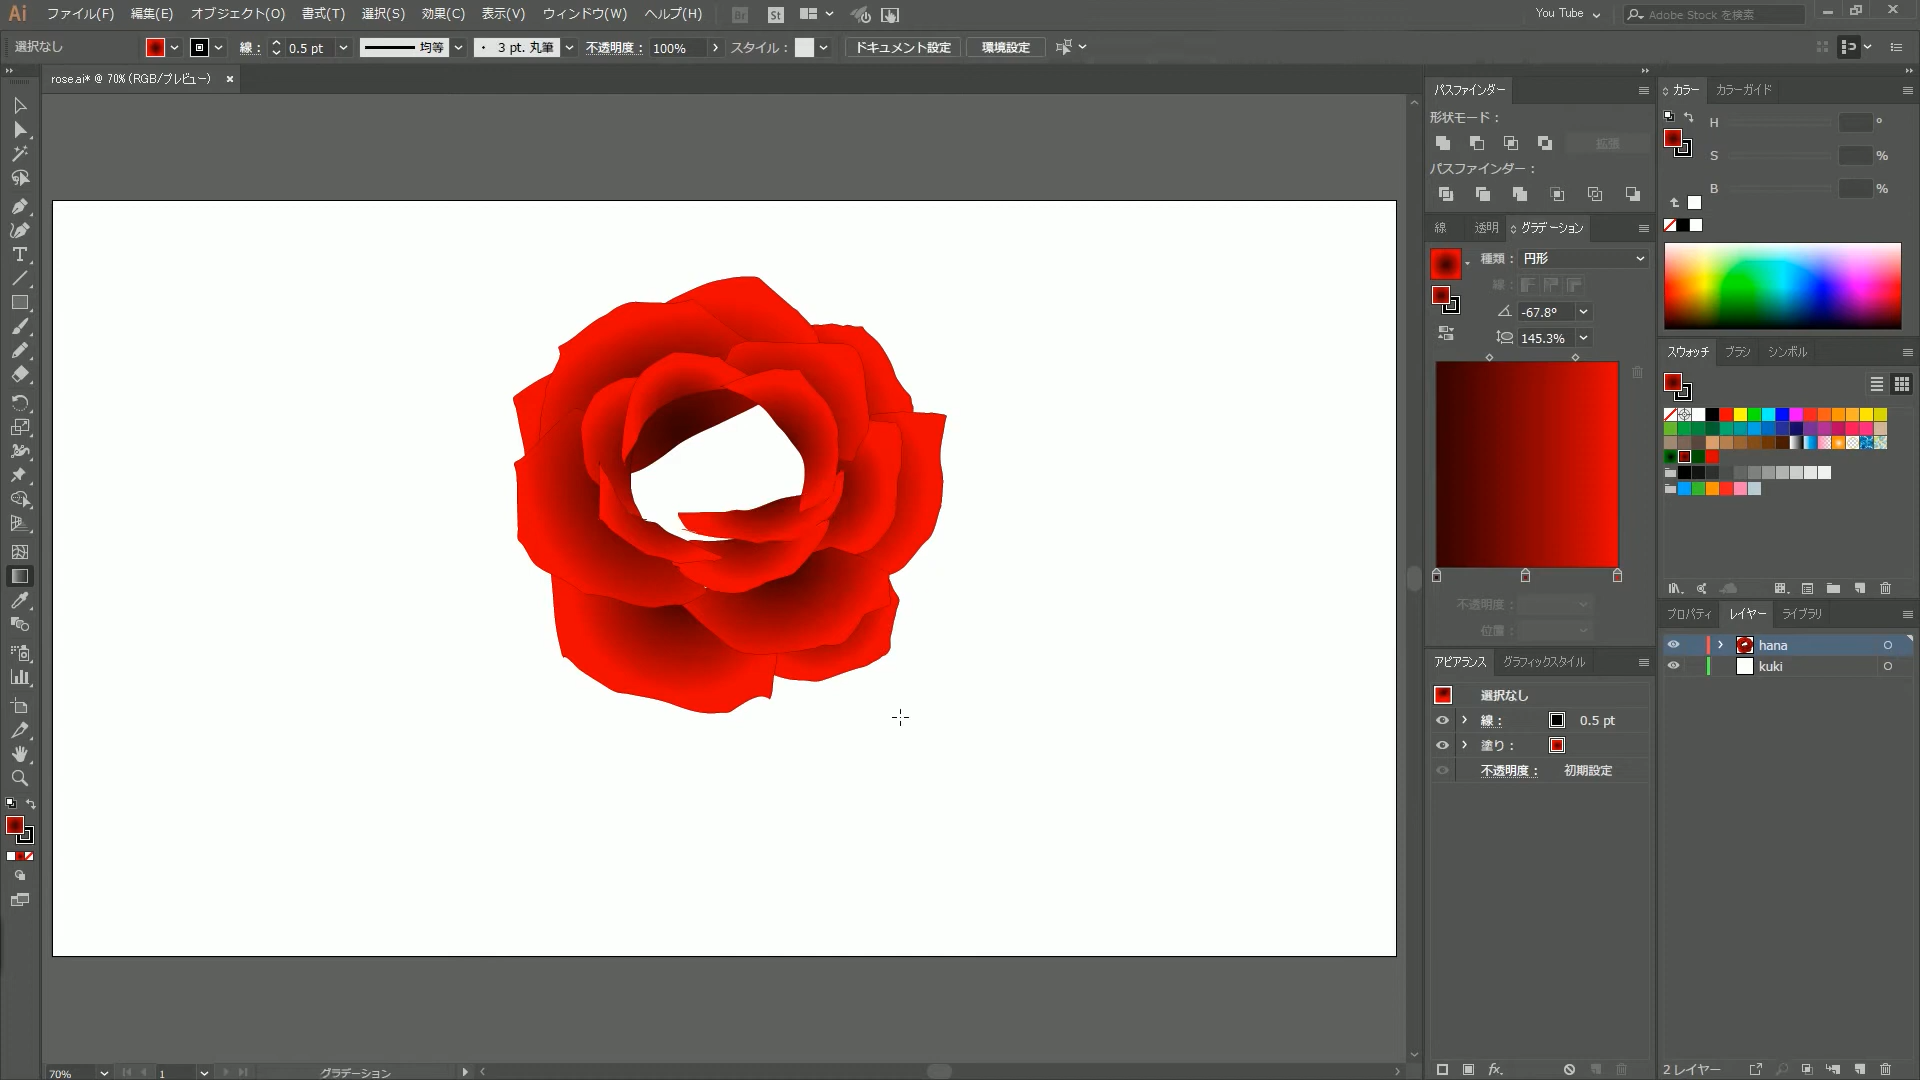 Ai ファイル(F) 編集(E) オブジェクト(O) 書式(T) 選択(S) 効果(C) 表示(V) ウィンドウ(W) ヘルプ(H) Br St You Tube Adobe Stock を検索
選択なし 線 : 0.5 pt 均等 3 pt. 丸筆 不透明度 : 100% スタイル : ドキュメント設定 環境設定
rose.ai* @ 70% (RGB/プレビュー) ×
パスファインダー
形状モード :
拡張
パスファインダー :
線 透明 グラデーション
種類 : 円形
線 :
-67.8°
145.3%
不透明度 :
位置 :
アピアランス グラフィックスタイル
選択なし
線 : 0.5 pt
塗り :
不透明度 : 初期設定
fx.
カラー カラーガイド
H °
S %
B %
スウォッチ ブラシ シンボル
プロパティ レイヤー ライブラリ
hana
kuki
2 レイヤー
70% 1 グラデーション